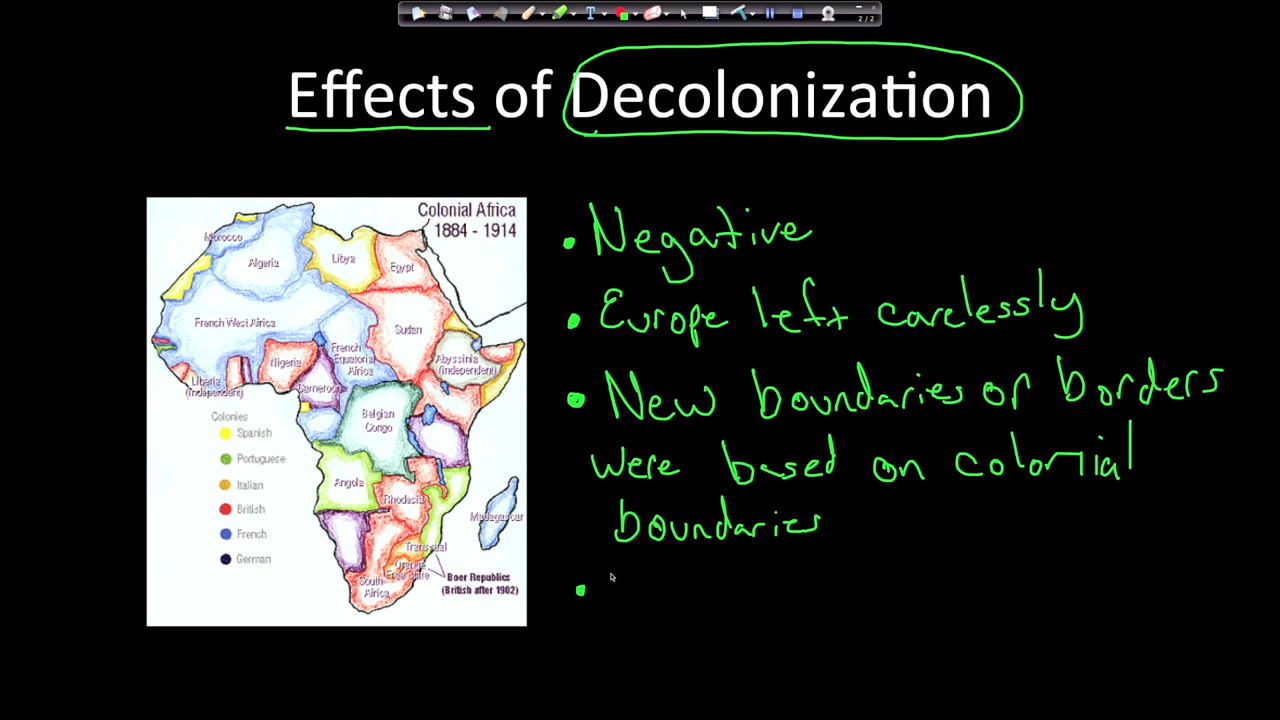 2/2
Effects of Decolonization
Colonial Africa
1884 - 1914
Morocco
Algeria
Libya
Egypt
French West Africa
Sudan
French
Equatorial
Africa
Nigeria
Abyssinia
(independent)
Liberia
(independent)
Cameroon
Belgian
Congo
Colonies
Spanish
Portuguese
Italian
British
French
German
Angola
Rhodesia
Madagascar
Transvaal
Orange
Free State
South
Africa
Boer Republics
(British after 1902)
• Negative
• Europe left carelessly
• New boundaries or borders
were based on colonial
boundaries
•